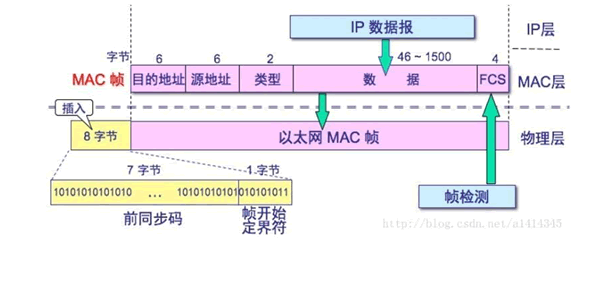 IP 数据报
IP层
字节 6 6 2 46 ~ 1500 4
MAC 帧 目的地址 源地址 类型 数 据 FCS MAC层
插入
8 字节 以太网 MAC 帧 物理层
7 字节 1 字节
10101010101010 … 10101010101010101011
前同步码 帧开始
定界符
帧检测
http://blog.csdn.net/a1414345